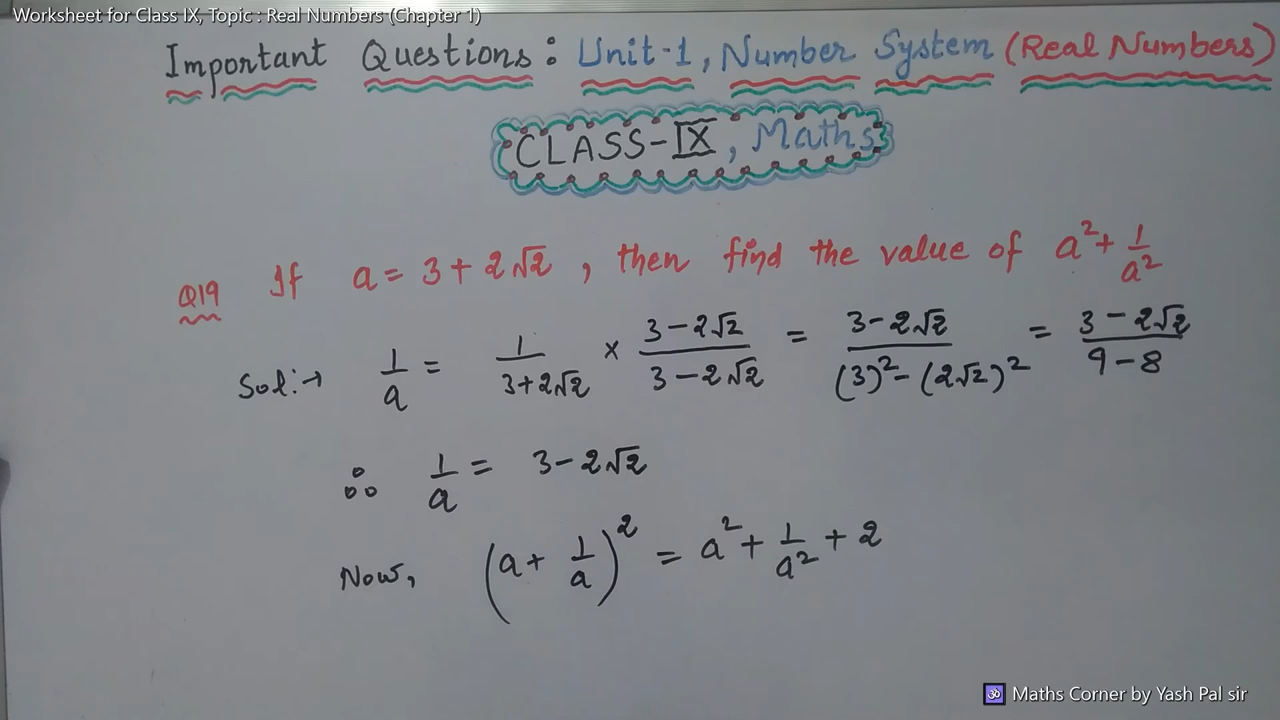 Worksheet for Class IX, Topic : Real Numbers (Chapter 1)
Important Questions : Unit-1, Number System (Real Numbers)
CLASS-IX, Maths
Q19 If a = 3 + 2√2 , then find the value of a² + 1/a²
Sol:→ 1/a = 1/(3+2√2) × (3-2√2)/(3-2√2) = (3-2√2)/((3)²-(2√2)²) = (3-2√2)/(9-8)
∴ 1/a = 3-2√2
Now, (a + 1/a)² = a² + 1/a² + 2
ॐ Maths Corner by Yash Pal sir